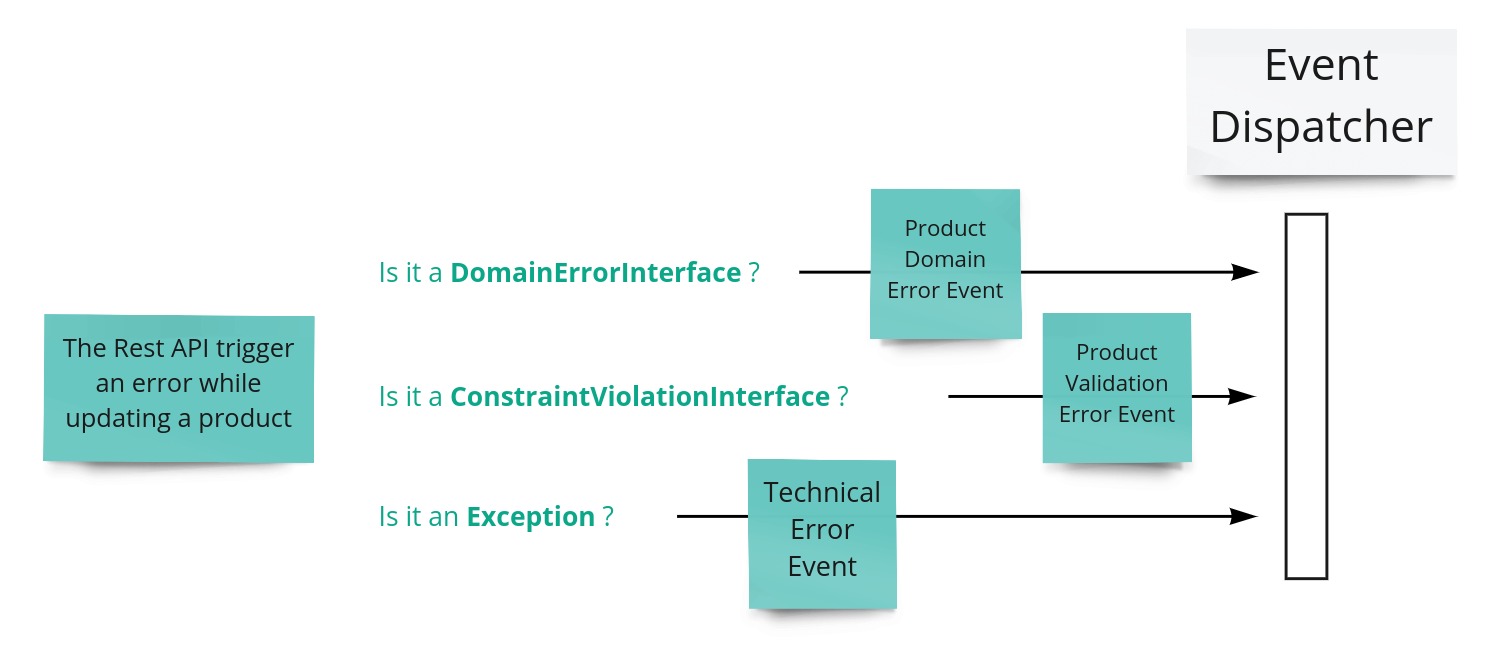 Event
Dispatcher
Product
Domain
Error Event
Is it a DomainErrorInterface ?
The Rest API trigger
an error while
updating a product
Product
Validation
Error Event
Is it a ConstraintViolationInterface ?
Technical
Error
Event
Is it an Exception ?